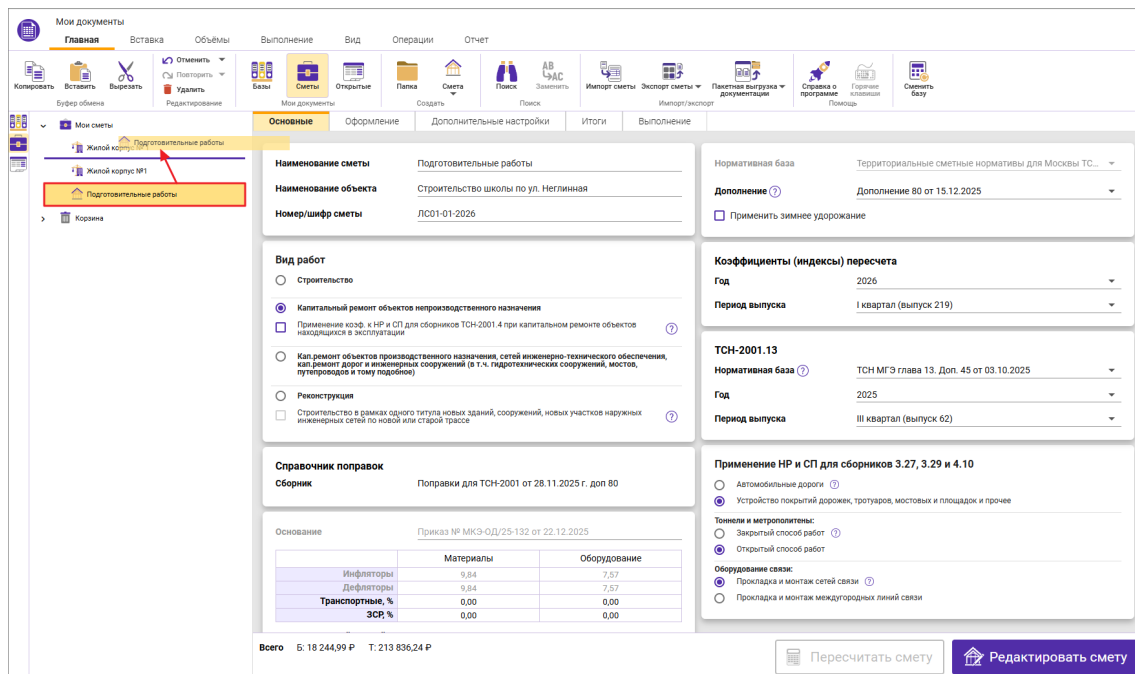 Мои документы
Главная Вставка Объёмы Выполнение Вид Операции Отчет
Копировать Вставить Вырезать
Буфер обмена
Отменить
Повторить
Удалить
Редактирование
Базы Сметы Открытые
Мои документы
Папка Смета
Создать
Поиск Заменить
AB
AC
Поиск
Импорт сметы Экспорт сметы Пакетная выгрузка документации
Импорт/экспорт
Справка о программе Горячие клавиши
Помощь
Сменить базу
Мои сметы
Жилой корпус №1
Подготовительные работы
Жилой корпус №1
Подготовительные работы
Корзина
Основные Оформление Дополнительные настройки Итоги Выполнение
Наименование сметы Подготовительные работы
Наименование объекта Строительство школы по ул. Неглинная
Номер/шифр сметы ЛС01-01-2026
Вид работ
Строительство
Капитальный ремонт объектов непроизводственного назначения
Применение коэф. к НР и СП для сборников ТСН-2001.4 при капитальном ремонте объектов
находящихся в эксплуатации
Кап.ремонт объектов производственного назначения, сетей инженерно-технического обеспечения,
кап.ремонт дорог и инженерных сооружений (в т.ч. гидротехнических сооружений, мостов,
путепроводов и тому подобное)
Реконструкция
Строительство в рамках одного титула новых зданий, сооружений, новых участков наружных
инженерных сетей по новой или старой трассе
Справочник поправок
Сборник Поправки для ТСН-2001 от 28.11.2025 г. доп 80
Основание Приказ № МКЭ-ОД/25-132 от 22.12.2025
Материалы Оборудование
Инфляторы 9,84 7,57
Дефляторы 9,84 7,57
Транспортные, % 0,00 0,00
ЗСР, % 0,00 0,00
Нормативная база Территориальные сметные нормативы для Москвы ТС...
Дополнение ? Дополнение 80 от 15.12.2025
Применить зимнее удорожание
Коэффициенты (индексы) пересчета
Год 2026
Период выпуска I квартал (выпуск 219)
ТСН-2001.13
Нормативная база ? ТСН МГЭ глава 13. Доп. 45 от 03.10.2025
Год 2025
Период выпуска III квартал (выпуск 62)
Применение НР и СП для сборников 3.27, 3.29 и 4.10
Автомобильные дороги ?
Устройство покрытий дорожек, тротуаров, мостовых и площадок и прочее
Тоннели и метрополитены:
Закрытый способ работ ?
Открытый способ работ
Оборудование связи:
Прокладка и монтаж сетей связи ?
Прокладка и монтаж междугородных линий связи
Всего Б: 18 244,99 ₽ Т: 213 836,24 ₽
Пересчитать смету Редактировать смету